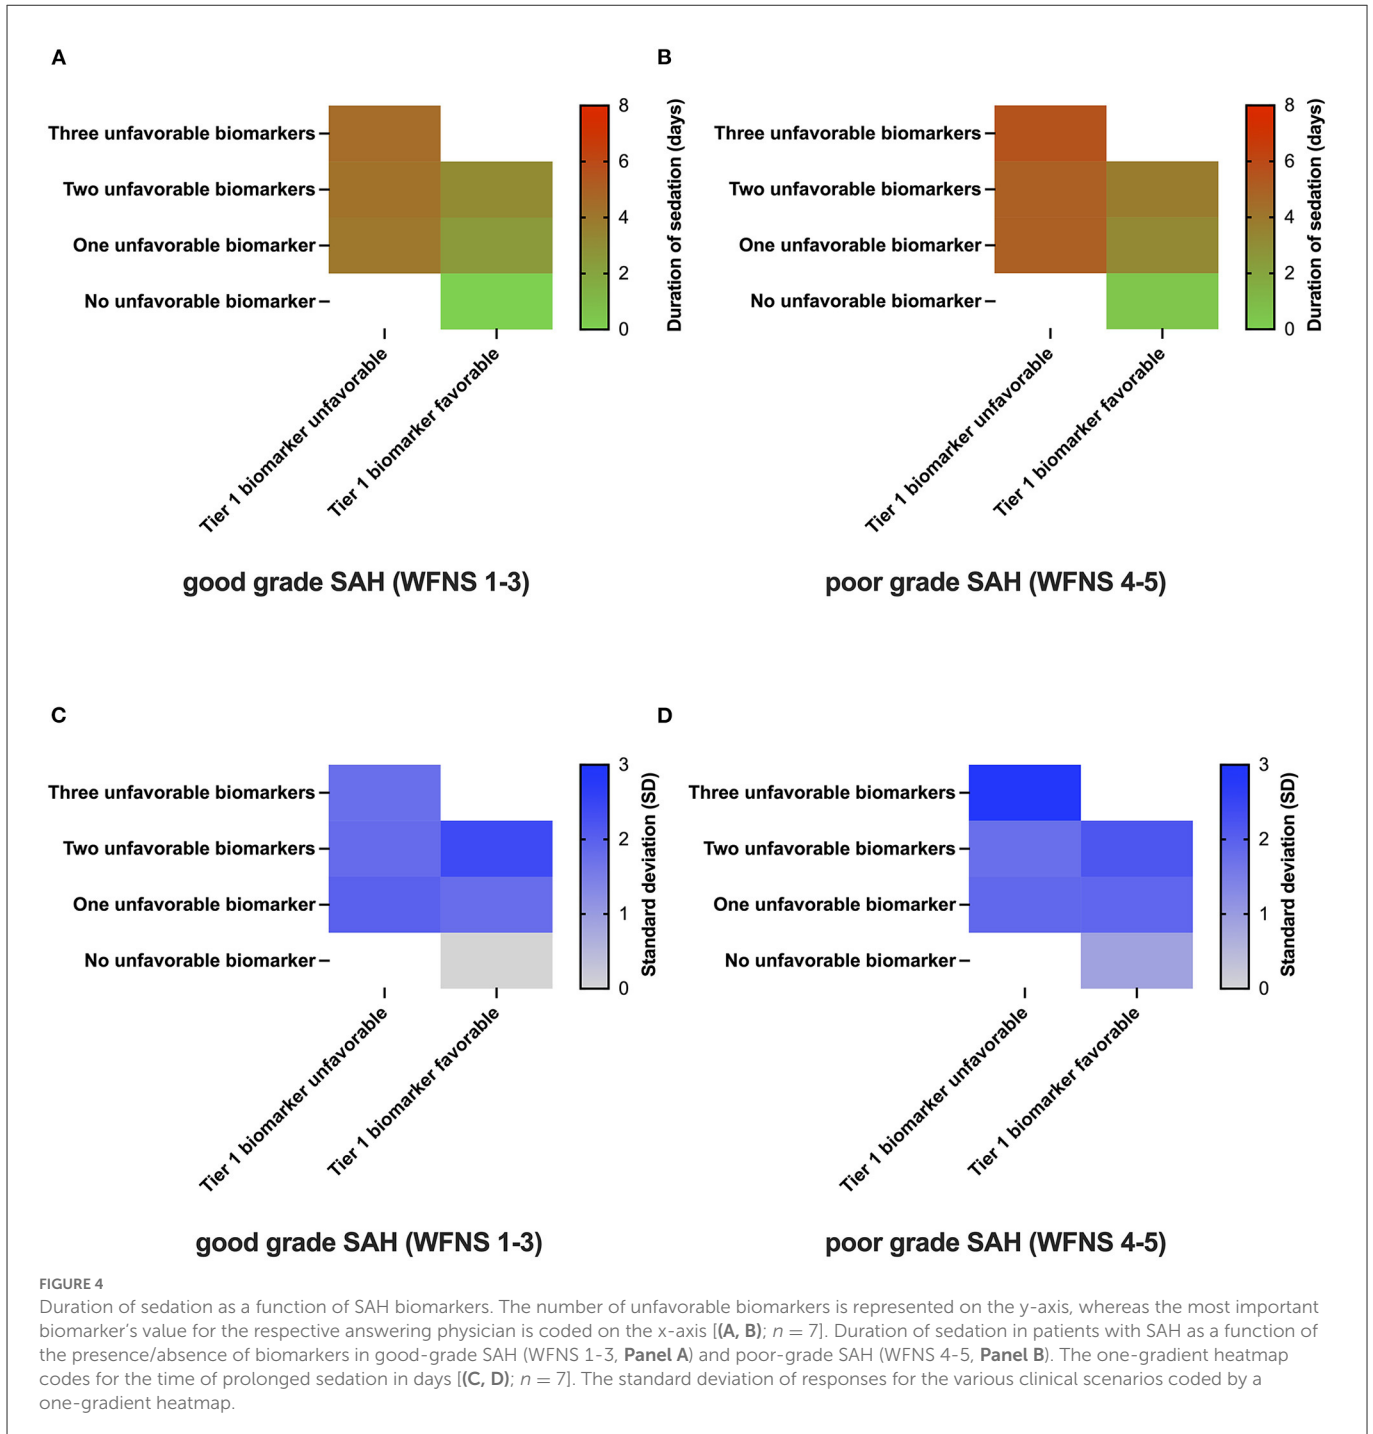 A
Three unfavorable biomarkers
Two unfavorable biomarkers
One unfavorable biomarker
No unfavorable biomarker
Tier 1 biomarker unfavorable
Tier 1 biomarker favorable
8
6
4
2
0
Duration of sedation (days)
good grade SAH (WFNS 1-3)
B
Three unfavorable biomarkers
Two unfavorable biomarkers
One unfavorable biomarker
No unfavorable biomarker
Tier 1 biomarker unfavorable
Tier 1 biomarker favorable
8
6
4
2
0
Duration of sedation (days)
poor grade SAH (WFNS 4-5)
C
Three unfavorable biomarkers
Two unfavorable biomarkers
One unfavorable biomarker
No unfavorable biomarker
Tier 1 biomarker unfavorable
Tier 1 biomarker favorable
3
2
1
0
Standard deviation (SD)
good grade SAH (WFNS 1-3)
D
Three unfavorable biomarkers
Two unfavorable biomarkers
One unfavorable biomarker
No unfavorable biomarker
Tier 1 biomarker unfavorable
Tier 1 biomarker favorable
3
2
1
0
Standard deviation (SD)
poor grade SAH (WFNS 4-5)
FIGURE 4
Duration of sedation as a function of SAH biomarkers. The number of unfavorable biomarkers is represented on the y-axis, whereas the most important
biomarker's value for the respective answering physician is coded on the x-axis [(A, B); n = 7]. Duration of sedation in patients with SAH as a function of
the presence/absence of biomarkers in good-grade SAH (WFNS 1-3, Panel A) and poor-grade SAH (WFNS 4-5, Panel B). The one-gradient heatmap
codes for the time of prolonged sedation in days [(C, D); n = 7]. The standard deviation of responses for the various clinical scenarios coded by a
one-gradient heatmap.